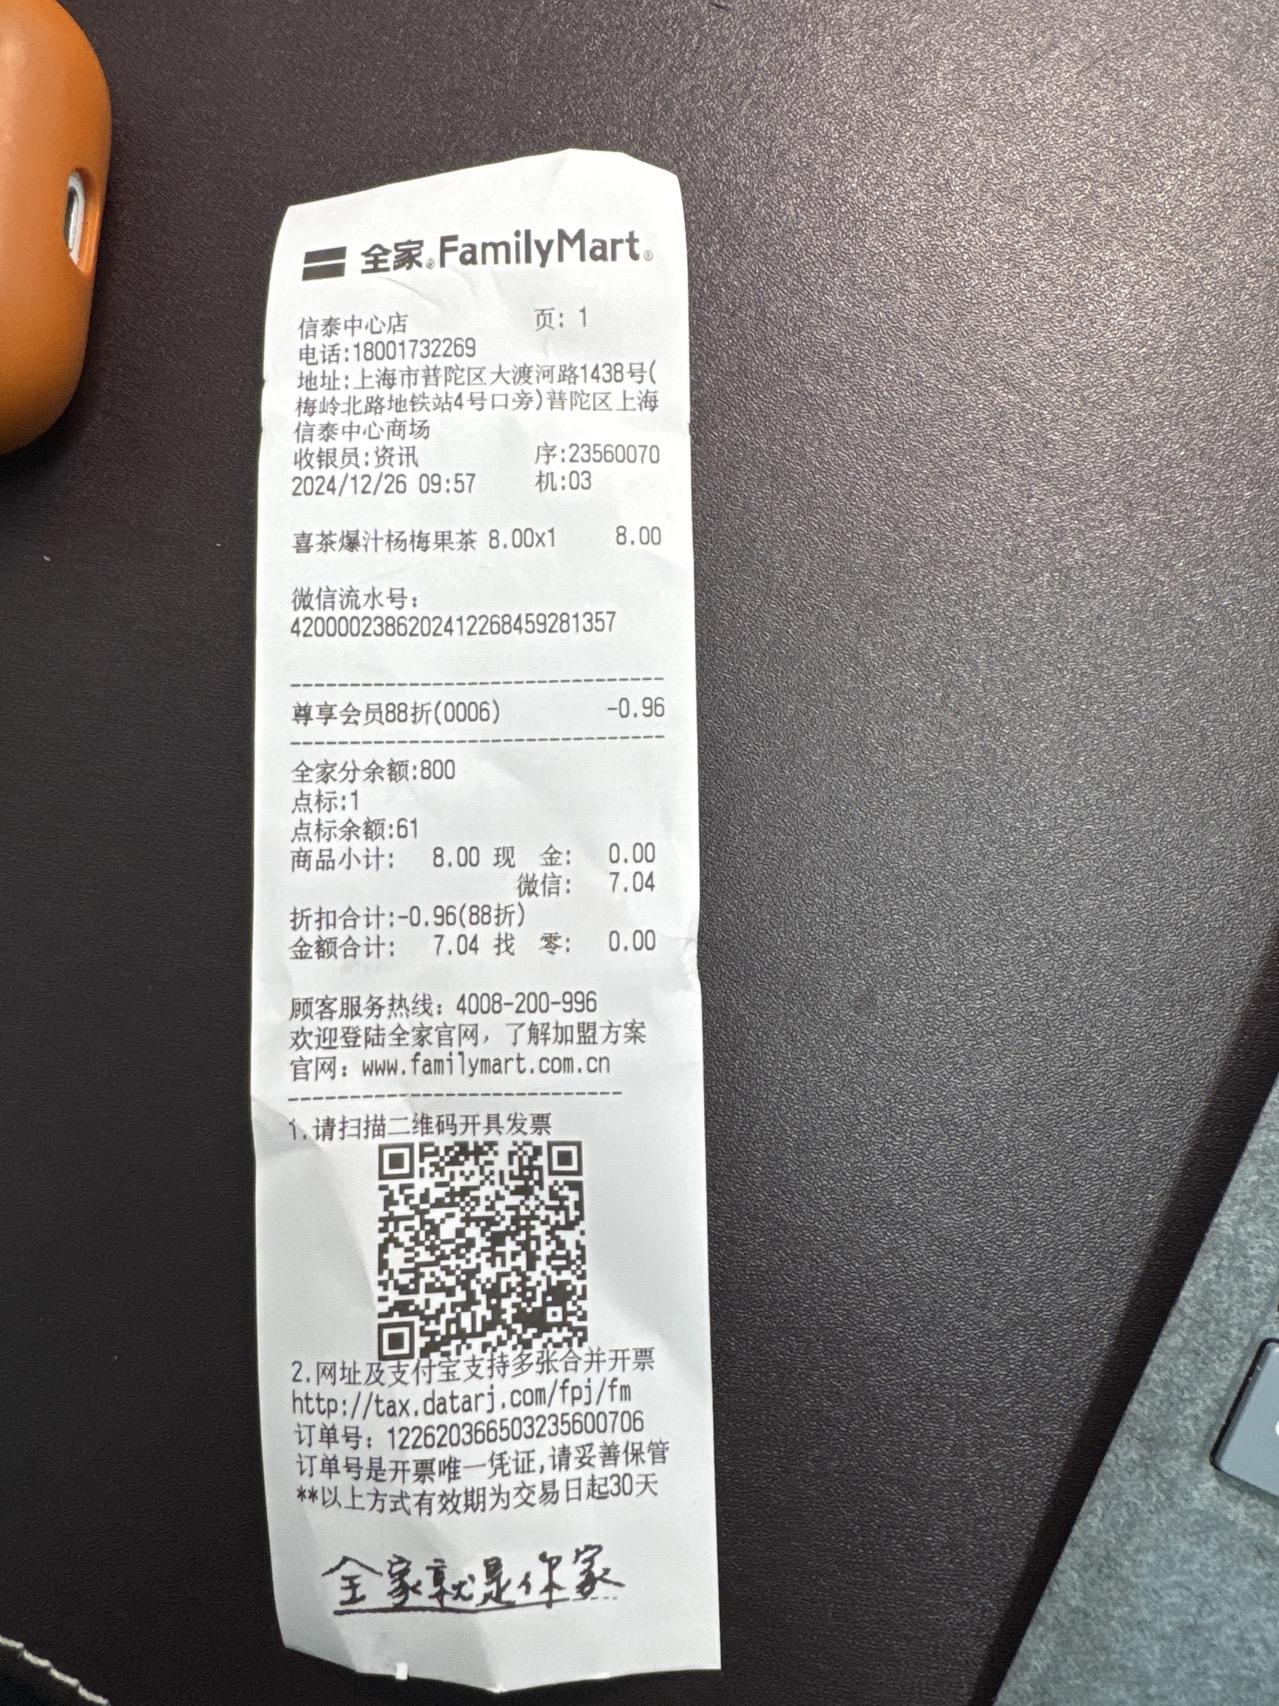 全家® FamilyMart®
信泰中心店 页: 1
电话:18001732269
地址:上海市普陀区大渡河路1438号(
梅岭北路地铁站4号口旁)普陀区上海
信泰中心商场
收银员:资讯 序:23560070
2024/12/26 09:57 机:03
喜茶爆汁杨梅果茶 8.00x1 8.00
微信流水号:
4200002386202412268459281357
--------------------------------
尊享会员88折(0006) -0.96
--------------------------------
全家分余额:800
点标:1
点标余额:61
商品小计: 8.00 现 金: 0.00
微信: 7.04
折扣合计:-0.96(88折)
金额合计: 7.04 找 零: 0.00
顾客服务热线: 4008-200-996
欢迎登陆全家官网, 了解加盟方案
官网: www.familymart.com.cn
----------------------------
1.请扫描二维码开具发票
2.网址及支付宝支持多张合并开票
http://tax.datarj.com/fpj/fm
订单号: 122620366503235600706
订单号是开票唯一凭证,请妥善保管
**以上方式有效期为交易日起30天
全家就是你家